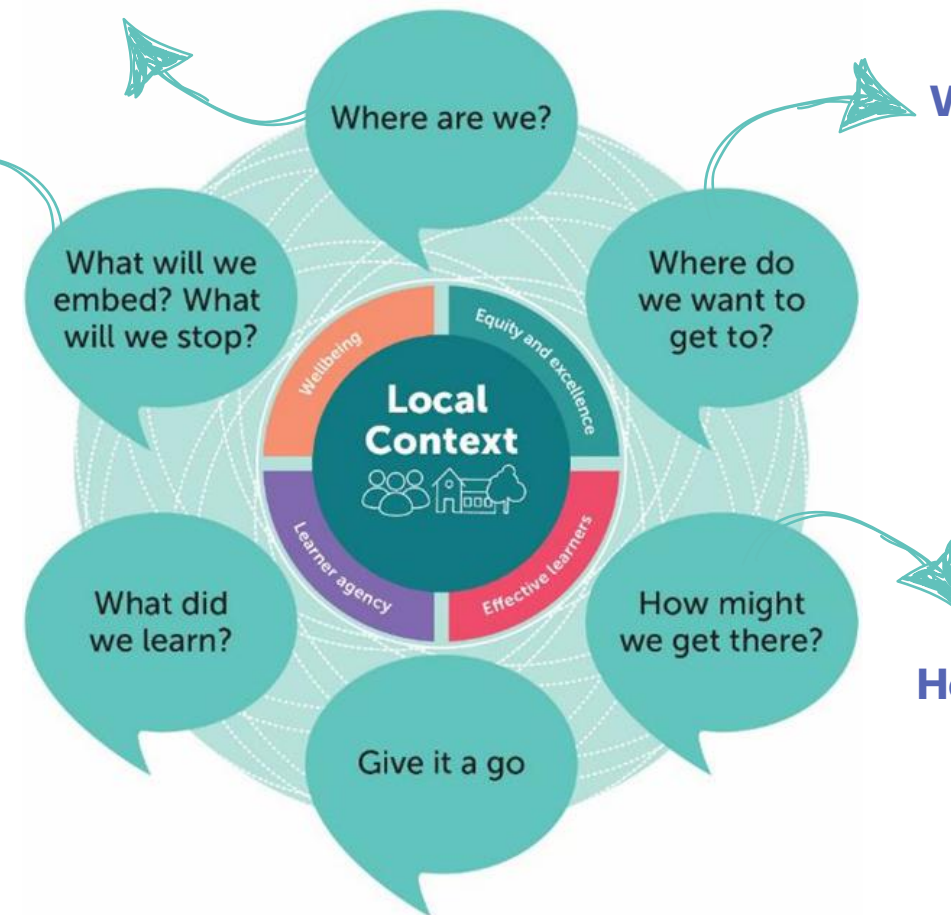 Where are we?
Where do
we want to
get to?
How might
we get there?
Give it a go
What did
we learn?
What will we
embed? What
will we stop?
Wellbeing
Equity and excellence
Effective learners
Learner agency
Local
Context
W